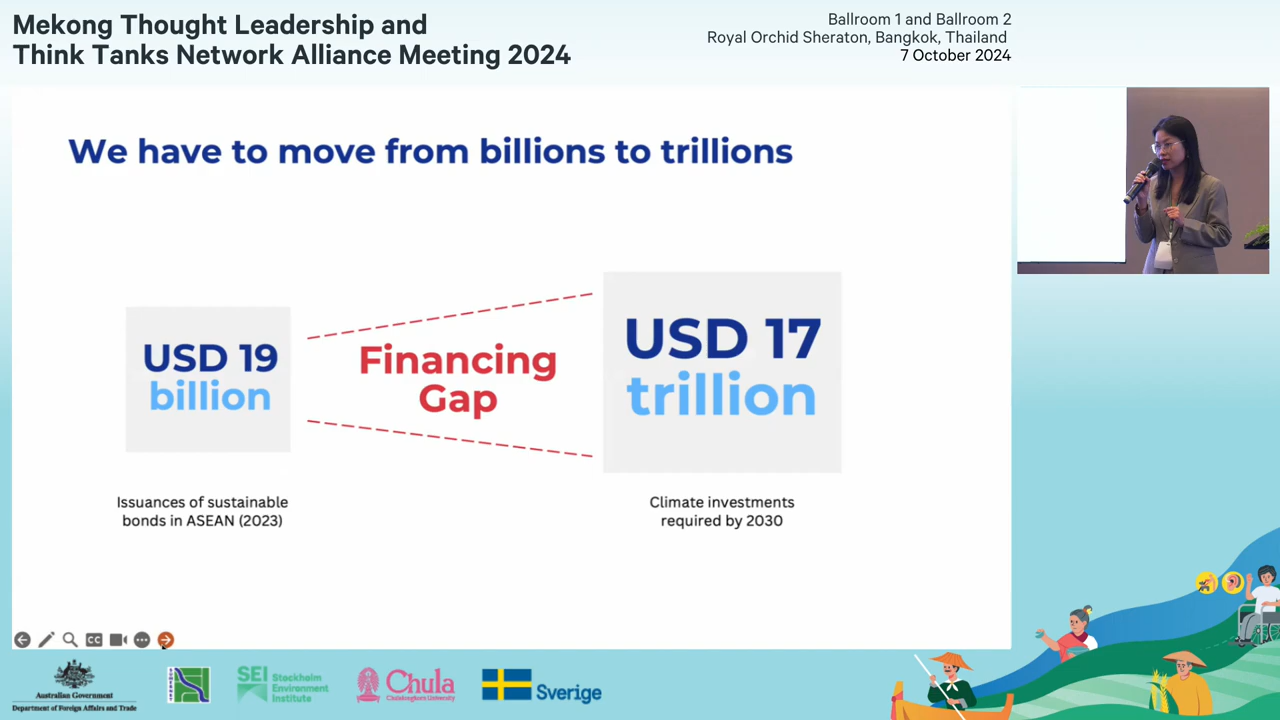 Mekong Thought Leadership and
Think Tanks Network Alliance Meeting 2024
Ballroom 1 and Ballroom 2
Royal Orchid Sheraton, Bangkok, Thailand
7 October 2024
We have to move from billions to trillions
USD 19
billion
Financing
Gap
USD 17
trillion
Issuances of sustainable
bonds in ASEAN (2023)
Climate investments
required by 2030
CC
Australian Government
Department of Foreign Affairs and Trade
SEI
Stockholm
Environment
Institute
Chula
Chulalongkorn University
Sverige